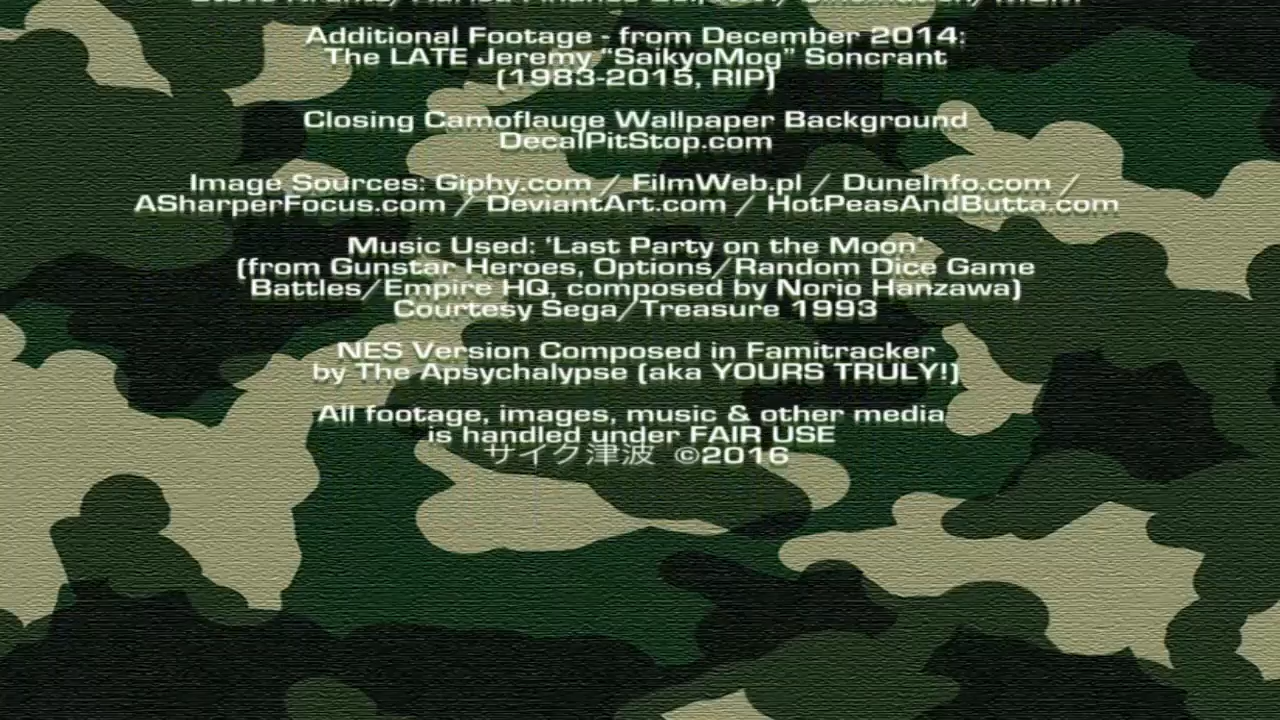 Additional Footage - from December 2014:
The LATE Jeremy "SaikyoMog" Soncrant
(1983-2015, RIP)
Closing Camoflauge Wallpaper Background
DecalPitStop.com
Image Sources: Giphy.com / FilmWeb.pl / DuneInfo.com /
ASharperFocus.com / DeviantArt.com / HotPeasAndButta.com
Music Used: 'Last Party on the Moon'
(from Gunstar Heroes, Options/Random Dice Game
Battles/Empire HQ, composed by Norio Hanzawa)
Courtesy Sega/Treasure 1993
NES Version Composed in Famitracker
by The Apsychalypse (aka YOURS TRULY!)
All footage, images, music & other media
is handled under FAIR USE
サイク津波 ©2016